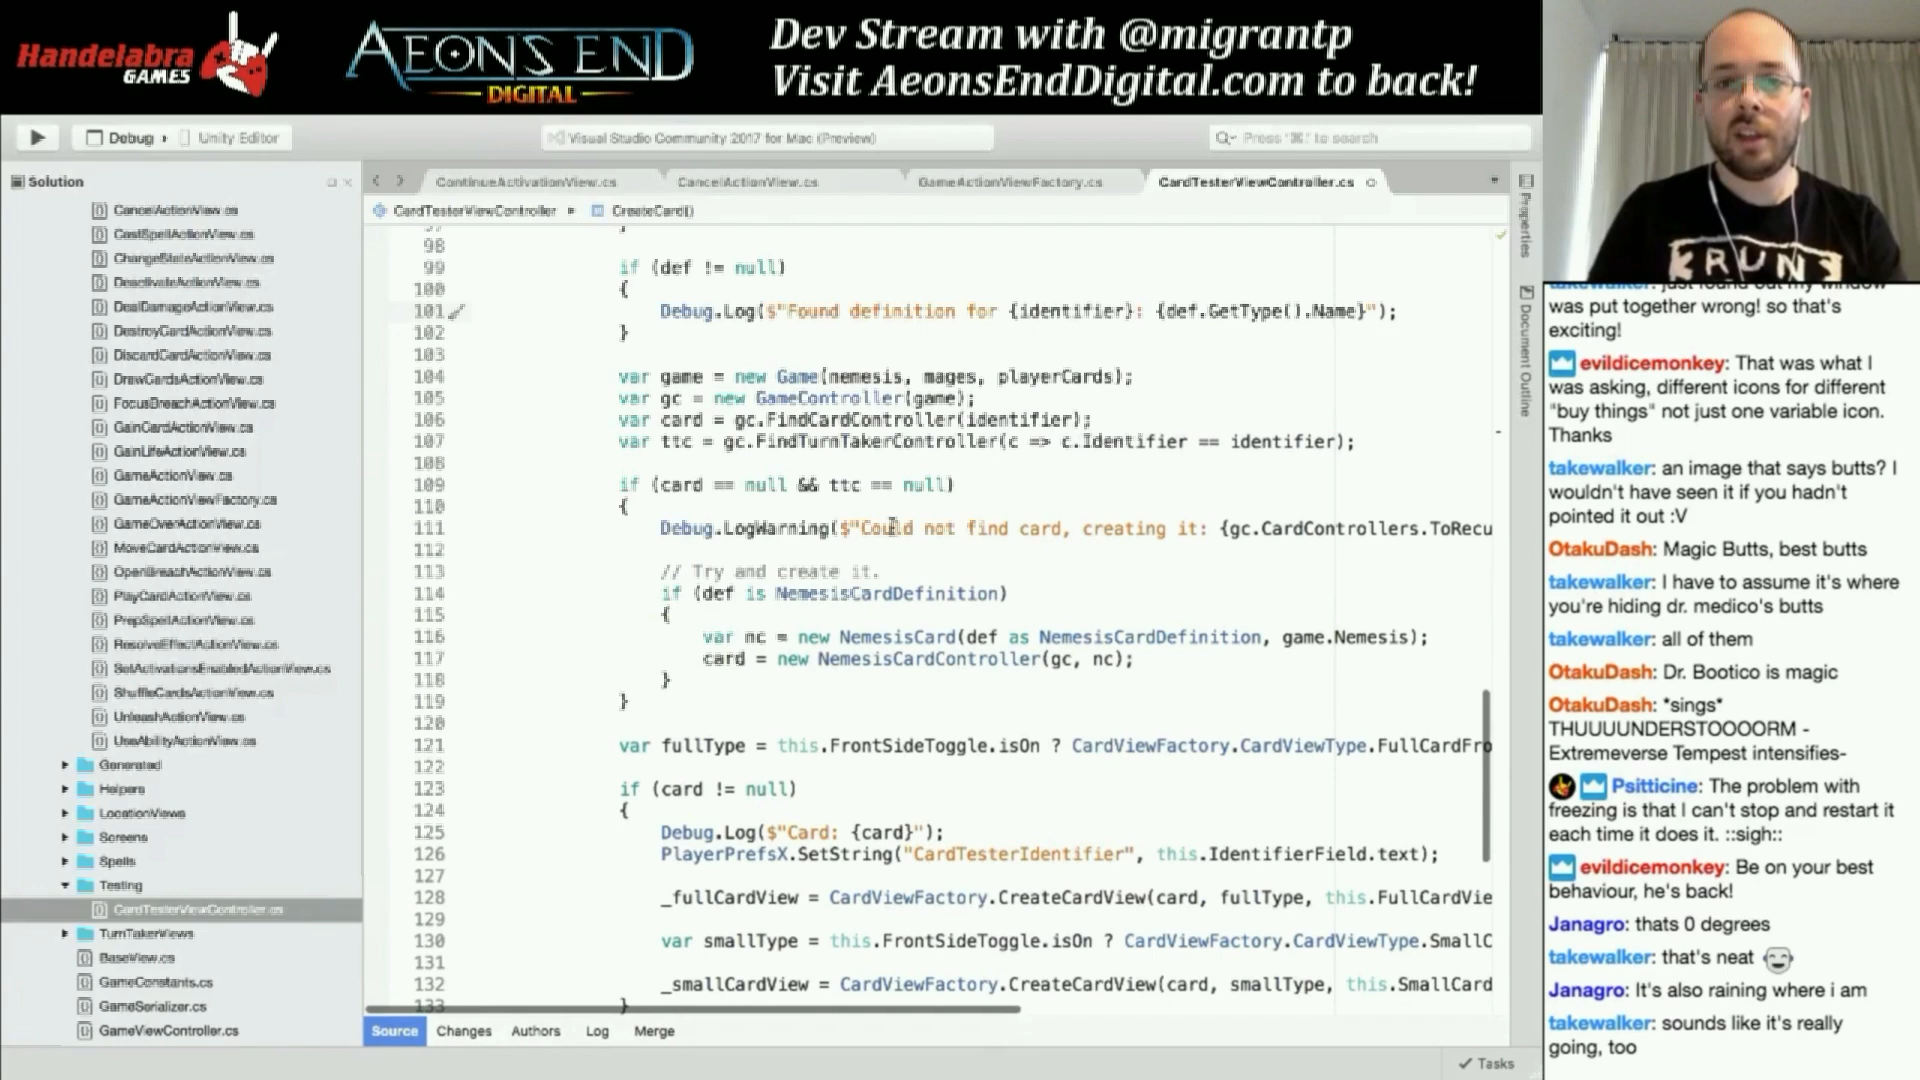 Handelabra
GAMES
AEONS END
DIGITAL
Dev Stream with @migrantp
Visit AeonsEndDigital.com to back!
Debug
Unity Editor
Visual Studio Community 2017 for Mac (Preview)
Press '⌘.' to search
Solution
CancelActionView.cs
CastSpellActionView.cs
ChangeStateActionView.cs
DeactivateActionView.cs
DealDamageActionView.cs
DestroyCardActionView.cs
DiscardCardActionView.cs
DrawCardsActionView.cs
FocusBreachActionView.cs
GainCardActionView.cs
GainLifeActionView.cs
GameActionView.cs
GameActionViewFactory.cs
GameOverActionView.cs
MoveCardActionView.cs
OpenBreachActionView.cs
PlayCardActionView.cs
PrepSpellActionView.cs
ResolveEffectActionView.cs
SetActivationsEnabledActionView.cs
ShuffleCardsActionView.cs
UnleashActionView.cs
UseAbilityActionView.cs
Generated
Helpers
LocationViews
Screens
Spells
Testing
CardTesterViewController.cs
TurnTakerViews
BaseView.cs
GameConstants.cs
GameSerializer.cs
GameViewController.cs
ContinueActivationView.cs
CancelActionView.cs
GameActionViewFactory.cs
CardTesterViewController.cs
CardTesterViewController
CreateCard()
97 }
98
99 if (def != null)
100 {
101 Debug.Log($"Found definition for {identifier}: {def.GetType().Name}");
102 }
103
104 var game = new Game(nemesis, mages, playerCards);
105 var gc = new GameController(game);
106 var card = gc.FindCardController(identifier);
107 var ttc = gc.FindTurnTakerController(c => c.Identifier == identifier);
108
109 if (card == null && ttc == null)
110 {
111 Debug.LogWarning($"Could not find card, creating it: {gc.CardControllers.ToRecu
112
113 // Try and create it.
114 if (def is NemesisCardDefinition)
115 {
116 var nc = new NemesisCard(def as NemesisCardDefinition, game.Nemesis);
117 card = new NemesisCardController(gc, nc);
118 }
119 }
120
121 var fullType = this.FrontSideToggle.isOn ? CardViewFactory.CardViewType.FullCardFro
122
123 if (card != null)
124 {
125 Debug.Log($"Card: {card}");
126 PlayerPrefsX.SetString("CardTesterIdentifier", this.IdentifierField.text);
127
128 _fullCardView = CardViewFactory.CreateCardView(card, fullType, this.FullCardVie
129
130 var smallType = this.FrontSideToggle.isOn ? CardViewFactory.CardViewType.SmallC
131
132 _smallCardView = CardViewFactory.CreateCardView(card, smallType, this.SmallCard
133 }
Source Changes Authors Log Merge
Tasks
Properties
Document Outline
RUN
takewalker: just found out my window
was put together wrong! so that's
exciting!
evildicemonkey: That was what I
was asking, different icons for different
"buy things" not just one variable icon.
Thanks
takewalker: an image that says butts? I
wouldn't have seen it if you hadn't
pointed it out :V
OtakuDash: Magic Butts, best butts
takewalker: I have to assume it's where
you're hiding dr. medico's butts
takewalker: all of them
OtakuDash: Dr. Bootico is magic
OtakuDash: *sings*
THUUUUNDERSTOOOORM -
Extremeverse Tempest intensifies-
Psitticine: The problem with
freezing is that I can't stop and restart it
each time it does it. ::sigh::
evildicemonkey: Be on your best
behaviour, he's back!
Janagro: thats 0 degrees
takewalker: that's neat
Janagro: It's also raining where i am
takewalker: sounds like it's really
going, too